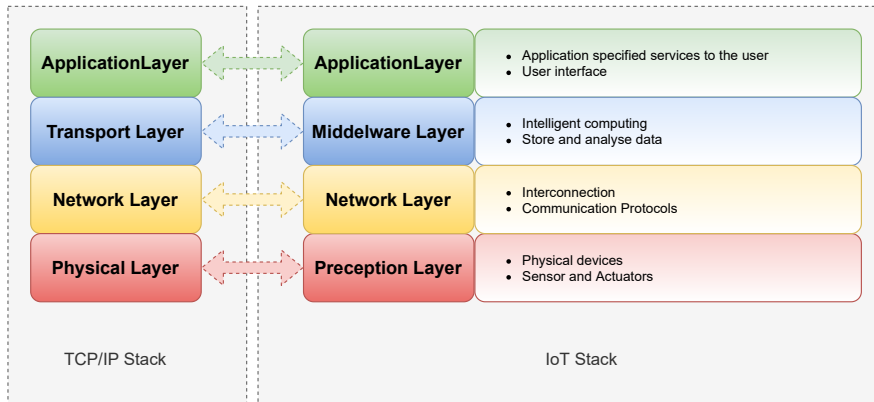 ApplicationLayer
Transport Layer
Network Layer
Physical Layer
TCP/IP Stack
ApplicationLayer
Application specified services to the user
User interface
Middelware Layer
Intelligent computing
Store and analyse data
Network Layer
Interconnection
Communication Protocols
Preception Layer
Physical devices
Sensor and Actuators
IoT Stack